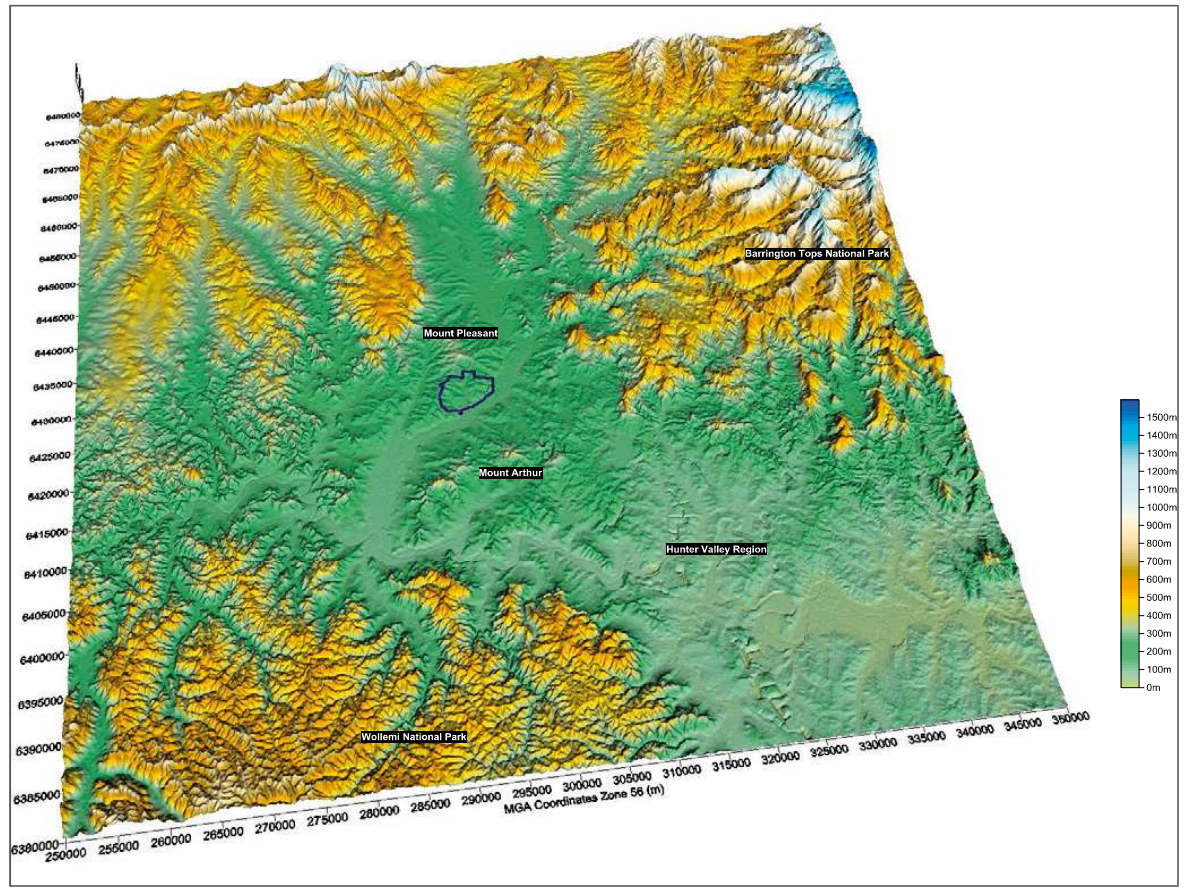 6480000
6475000
6470000
6465000
6460000
6455000
Barrington Tops National Park
6450000
6445000
Mount Pleasant
6440000
6435000
6430000
6425000
Mount Arthur
6420000
6415000
Hunter Valley Region
6410000
6405000
6400000
6395000
6390000
Wollemi National Park
6385000
6380000
250000 255000 260000 265000 270000 275000 280000 285000 290000 295000 300000 305000 310000 315000 320000 325000 330000 335000 340000 345000 350000
MGA Coordinates Zone 56 (m)
1500m
1400m
1300m
1200m
1100m
1000m
900m
800m
700m
600m
500m
400m
300m
200m
100m
0m